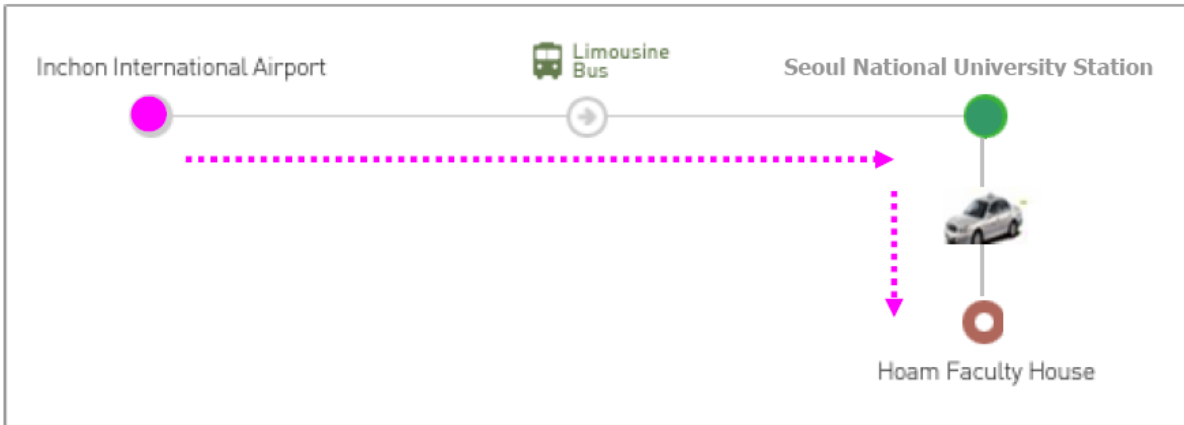 Inchon International Airport
Limousine
Bus
Seoul National University Station
Hoam Faculty House